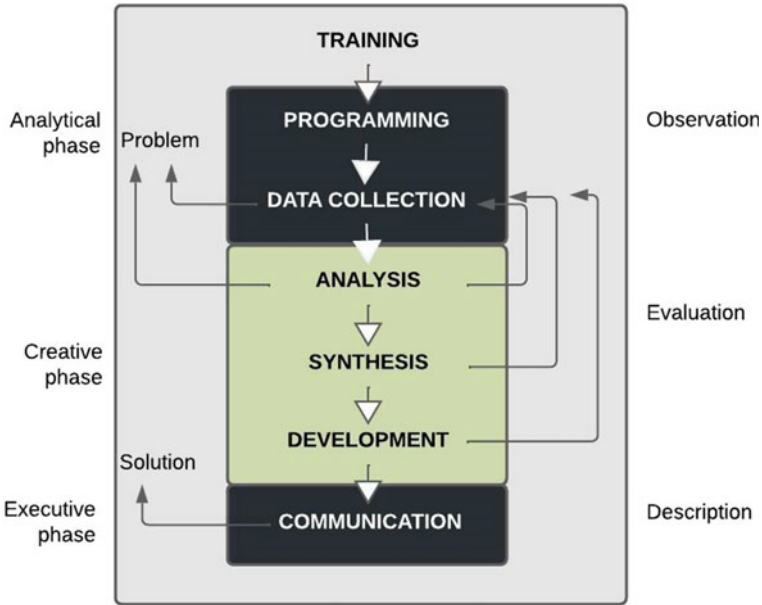 TRAINING
Analytical
phase
Problem
PROGRAMMING
Observation
DATA COLLECTION
ANALYSIS
Creative
phase
SYNTHESIS
Evaluation
DEVELOPMENT
Solution
Executive
phase
COMMUNICATION
Description